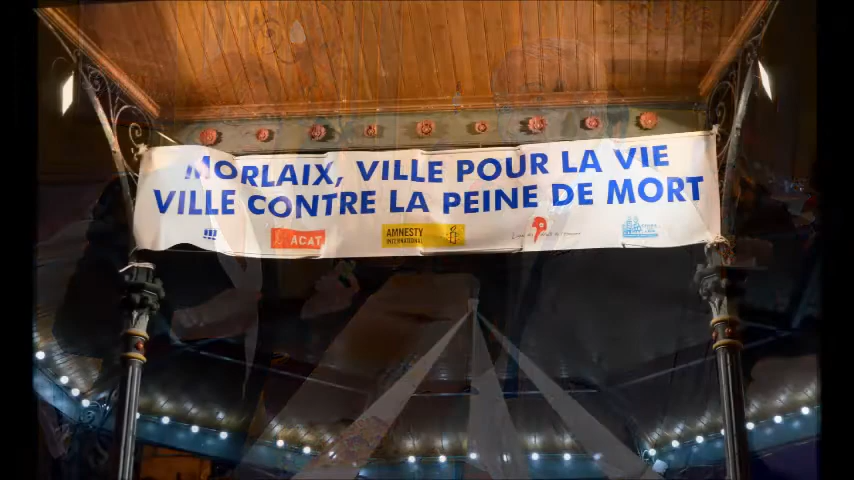 MORLAIX, VILLE POUR LA VIE
VILLE CONTRE LA PEINE DE MORT
ACAT
AMNESTY
INTERNATIONAL